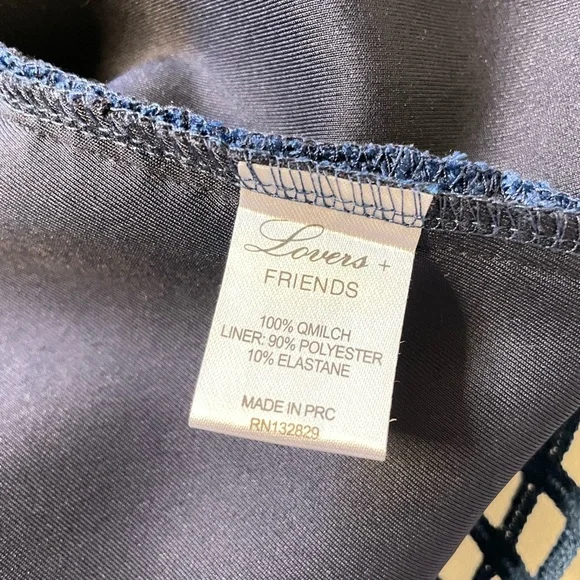 Lovers +
FRIENDS
100% QMILCH
LINER: 90% POLYESTER
10% ELASTANE
MADE IN PRC
RN132829